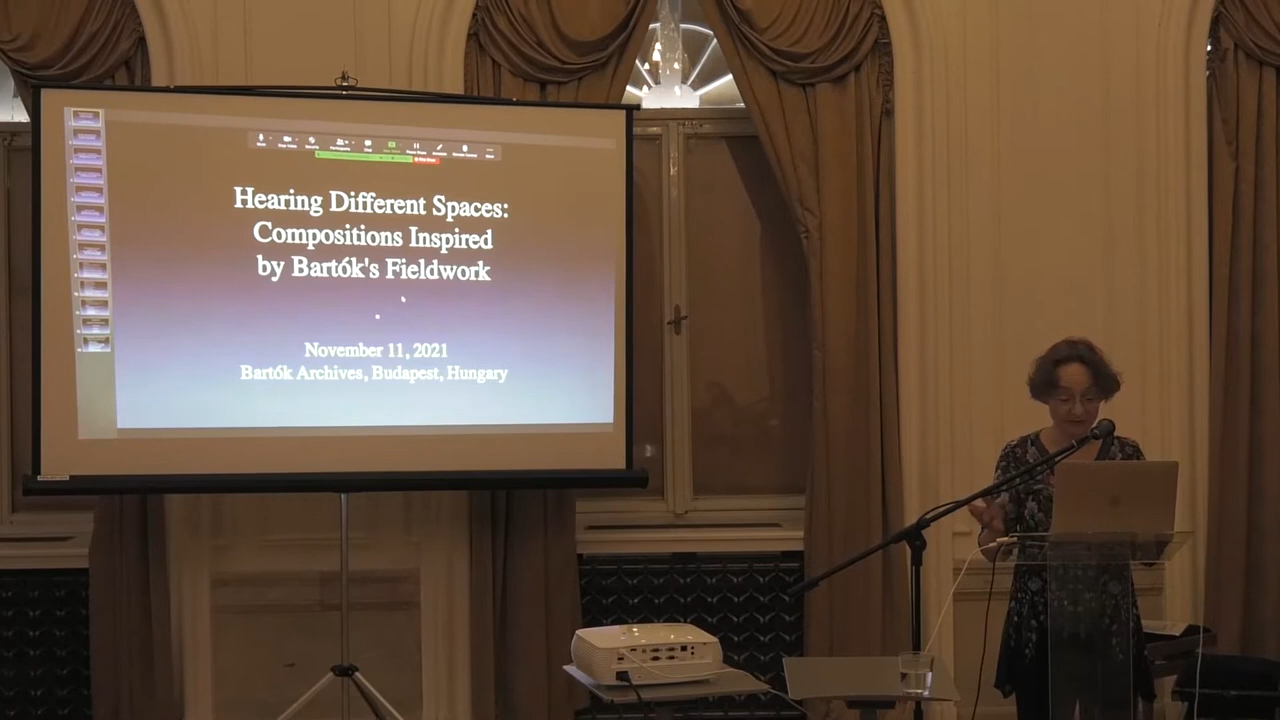 Hearing Different Spaces:
Compositions Inspired
by Bartók's Fieldwork
November 11, 2021
Bartók Archives, Budapest, Hungary